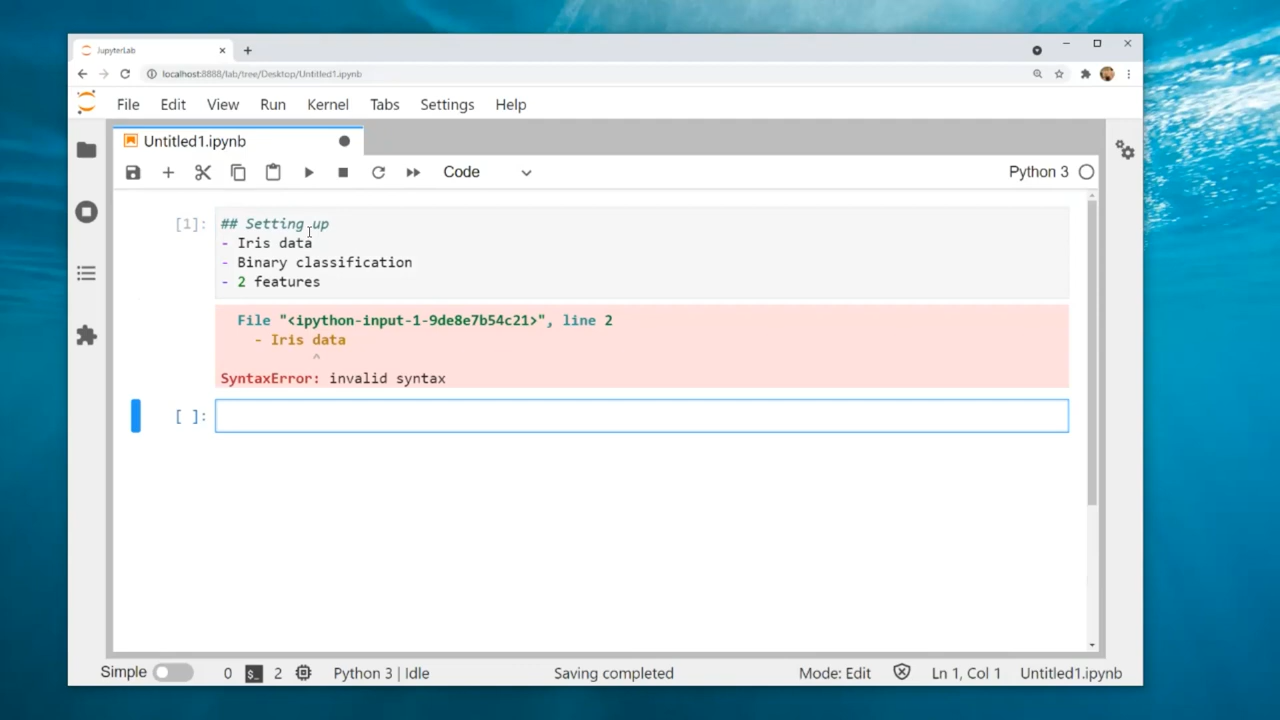 JupyterLab
localhost:8888/lab/tree/Desktop/Untitled1.ipynb
File Edit View Run Kernel Tabs Settings Help
Untitled1.ipynb
Code
Python 3
[1]: ## Setting up
- Iris data
- Binary classification
- 2 features
File "<ipython-input-1-9de8e7b54c21>", line 2
- Iris data
^
SyntaxError: invalid syntax
[ ]:
Simple 0 $_ 2 Python 3 | Idle Saving completed Mode: Edit Ln 1, Col 1 Untitled1.ipynb